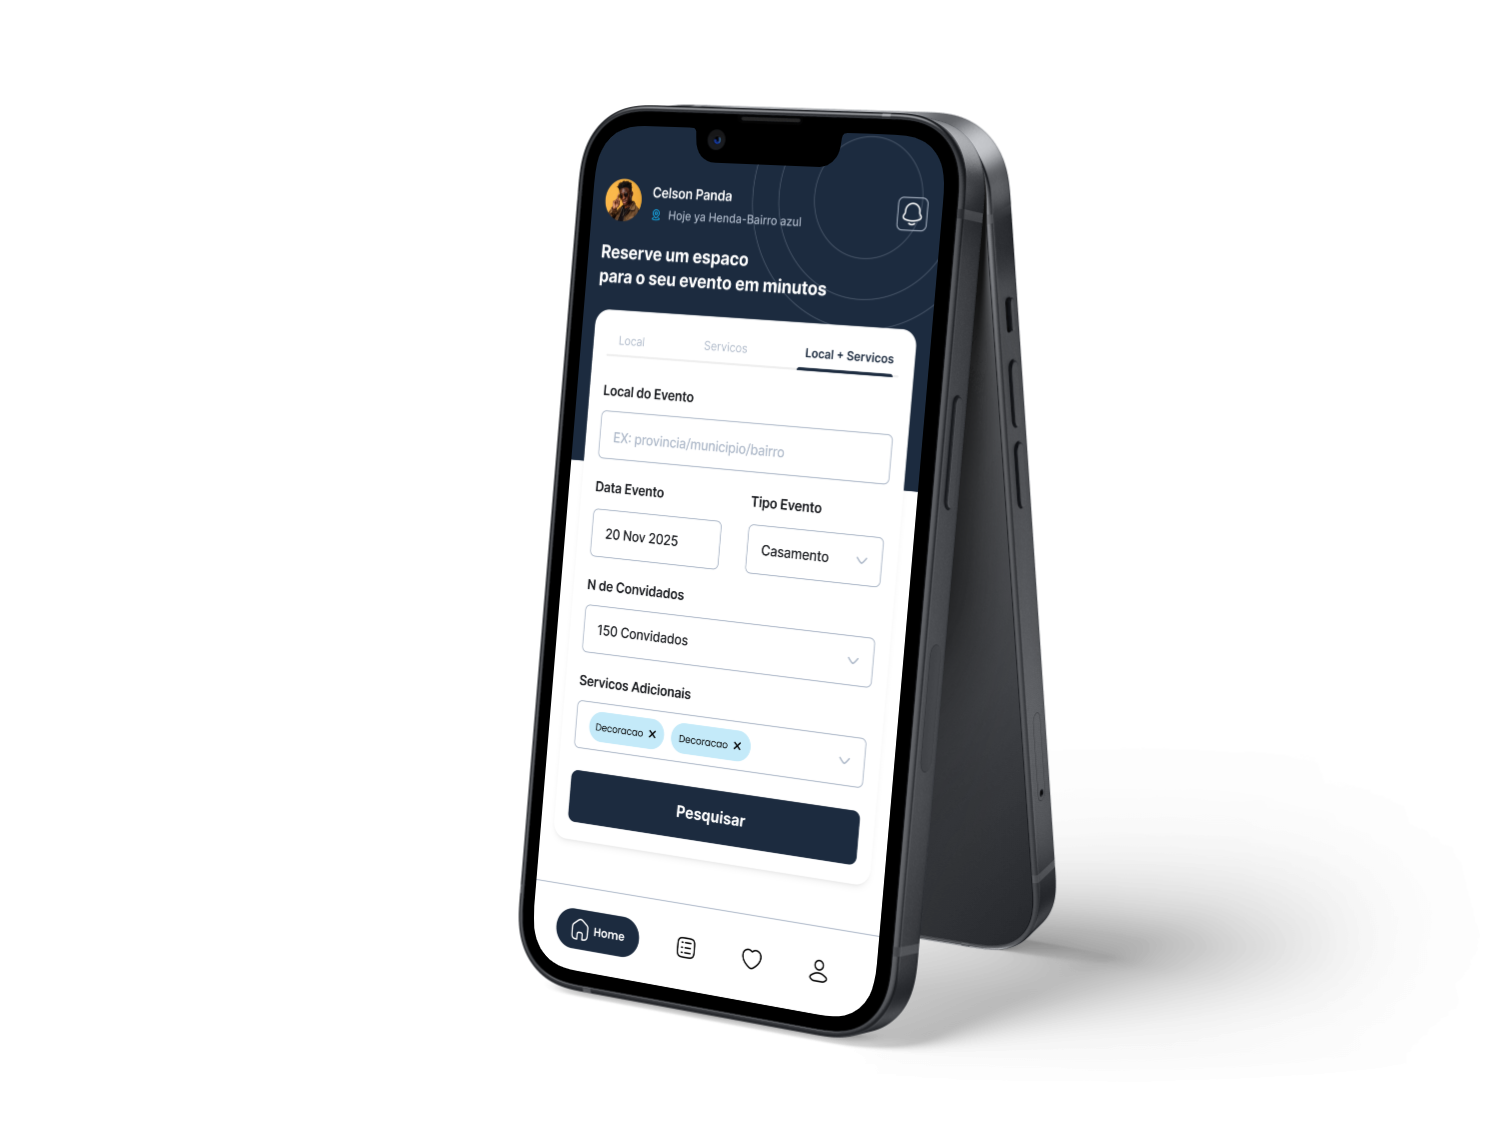 Celson Panda
Hoje ya Henda-Bairro azul
Reserve um espaco
para o seu evento em minutos
Local
Servicos
Local + Servicos
Local do Evento
EX: provincia/municipio/bairro
Data Evento
Tipo Evento
20 Nov 2025
Casamento
N de Convidados
150 Convidados
Servicos Adicionais
Decoracao
Decoracao
Pesquisar
Home